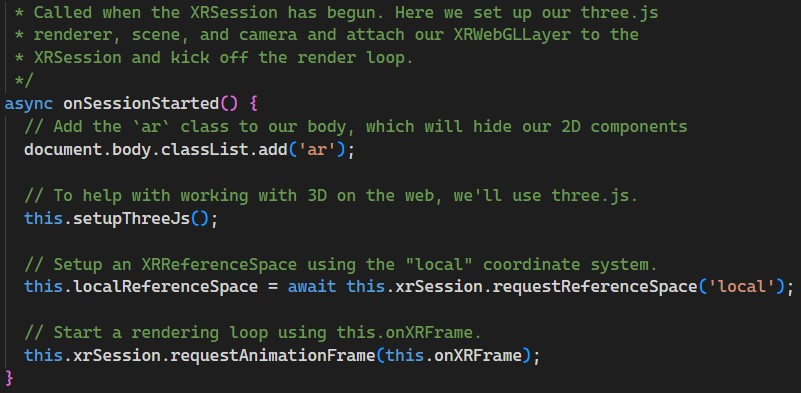 * Called when the XRSession has begun. Here we set up our three.js
* renderer, scene, and camera and attach our XRWebGLLayer to the
* XRSession and kick off the render loop.
*/
async onSessionStarted() {
// Add the `ar` class to our body, which will hide our 2D components
document.body.classList.add('ar');
// To help with working with 3D on the web, we'll use three.js.
this.setupThreeJs();
// Setup an XRReferenceSpace using the "local" coordinate system.
this.localReferenceSpace = await this.xrSession.requestReferenceSpace('local');
// Start a rendering loop using this.onXRFrame.
this.xrSession.requestAnimationFrame(this.onXRFrame);
}